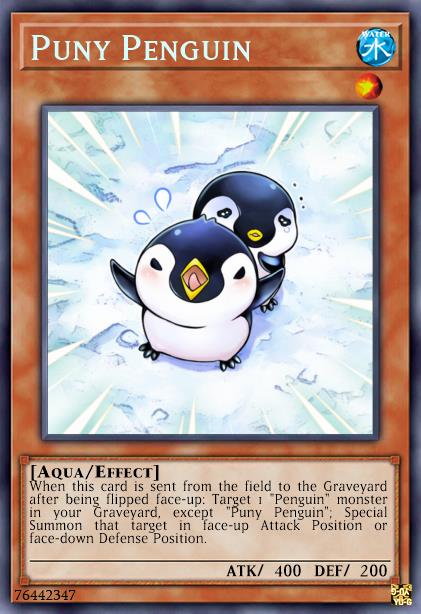 PUNY PENGUIN
WATER
水
[AQUA/EFFECT]
When this card is sent from the field to the Graveyard
after being flipped face-up: Target 1 "Penguin" monster
in your Graveyard, except "Puny Penguin"; Special
Summon that target in face-up Attack Position or
face-down Defense Position.
ATK/ 400 DEF/ 200
76442347